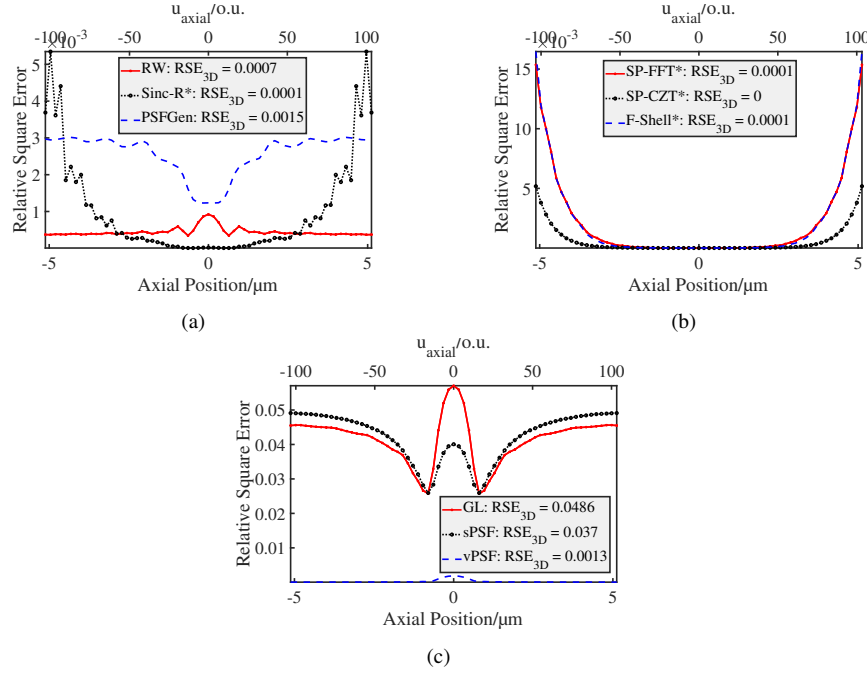 u_axial/o.u.
-100 -50 0 50 100
×10^-3
Relative Square Error
5
4
3
2
1
RW: RSE_3D = 0.0007
Sinc-R*: RSE_3D = 0.0001
PSFGen: RSE_3D = 0.0015
-5 0 5
Axial Position/μm
(a)
u_axial/o.u.
-100 -50 0 50 100
×10^-3
Relative Square Error
15
10
5
SP-FFT*: RSE_3D = 0.0001
SP-CZT*: RSE_3D = 0
F-Shell*: RSE_3D = 0.0001
-5 0 5
Axial Position/μm
(b)
u_axial/o.u.
-100 -50 0 50 100
Relative Square Error
0.05
0.04
0.03
0.02
0.01
GL: RSE_3D = 0.0486
sPSF: RSE_3D = 0.037
vPSF: RSE_3D = 0.0013
-5 0 5
Axial Position/μm
(c)